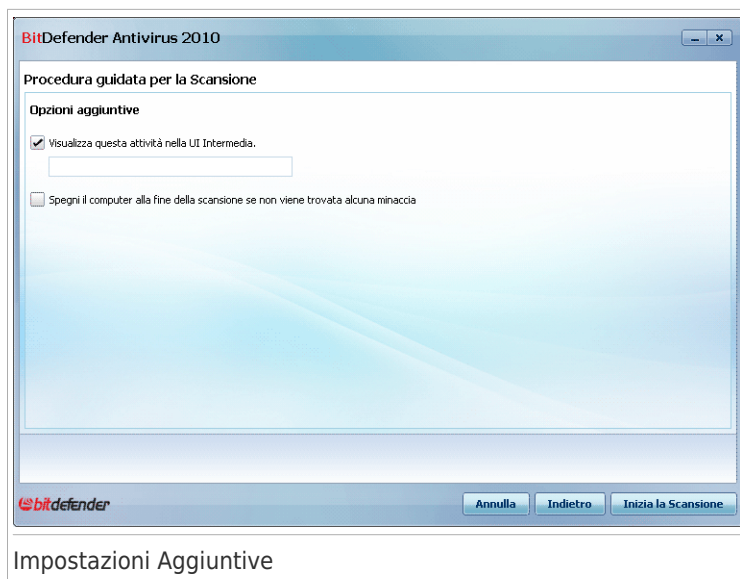 BitDefender Antivirus 2010
Procedura guidata per la Scansione
Opzioni aggiuntive
Visualizza questa attività nella UI Intermedia.
Spegni il computer alla fine della scansione se non viene trovata alcuna minaccia
bitdefender
Annulla
Indietro
Inizia la Scansione
Impostazioni Aggiuntive